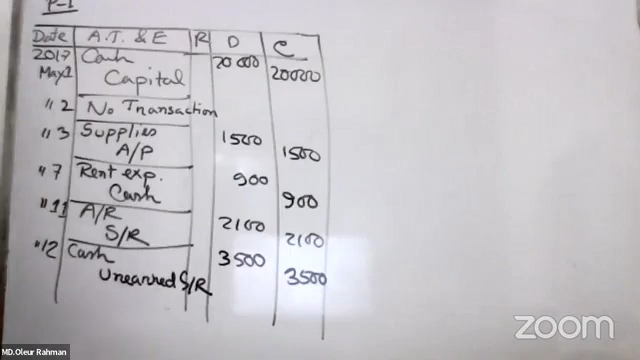 P-1
Date A.T. & E R D C
2017 Cash 20000
May 1 Capital 20000
" 2 No Transaction
" 3 Supplies 1500
A/P 1500
" 7 Rent exp. 900
Cash 900
" 11 A/R 2100
S/R 2100
" 12 Cash 3500
Unearned S/R 3500
zoom
MD.Oleur Rahman